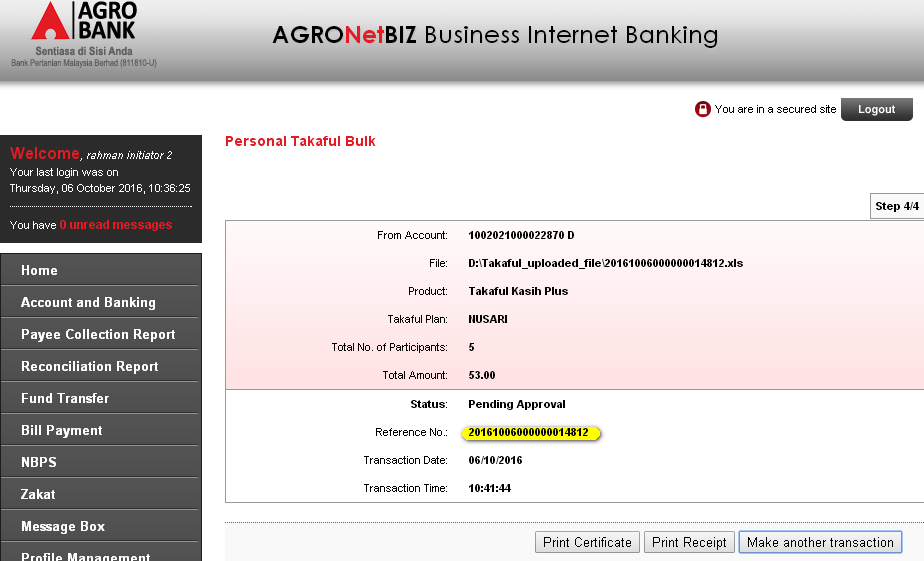 AGRO
BANK
Sentiasa di Sisi Anda
Bank Pertanian Malaysia Berhad (811810-U)
AGRONetBIZ Business Internet Banking
You are in a secured site
Logout
Welcome, rahman initiator 2
Your last login was on
Thursday, 06 October 2016, 10:36:25
You have 0 unread messages
Home
Account and Banking
Payee Collection Report
Reconciliation Report
Fund Transfer
Bill Payment
NBPS
Zakat
Message Box
Profile Management
Personal Takaful Bulk
Step 4/4
From Account: 1002021000022870 D
File: D:\Takaful_uploaded_file\20161006000000014812.xls
Product: Takaful Kasih Plus
Takaful Plan: NUSARI
Total No. of Participants: 5
Total Amount: 53.00
Status: Pending Approval
Reference No.: 20161006000000014812
Transaction Date: 06/10/2016
Transaction Time: 10:41:44
Print Certificate Print Receipt Make another transaction